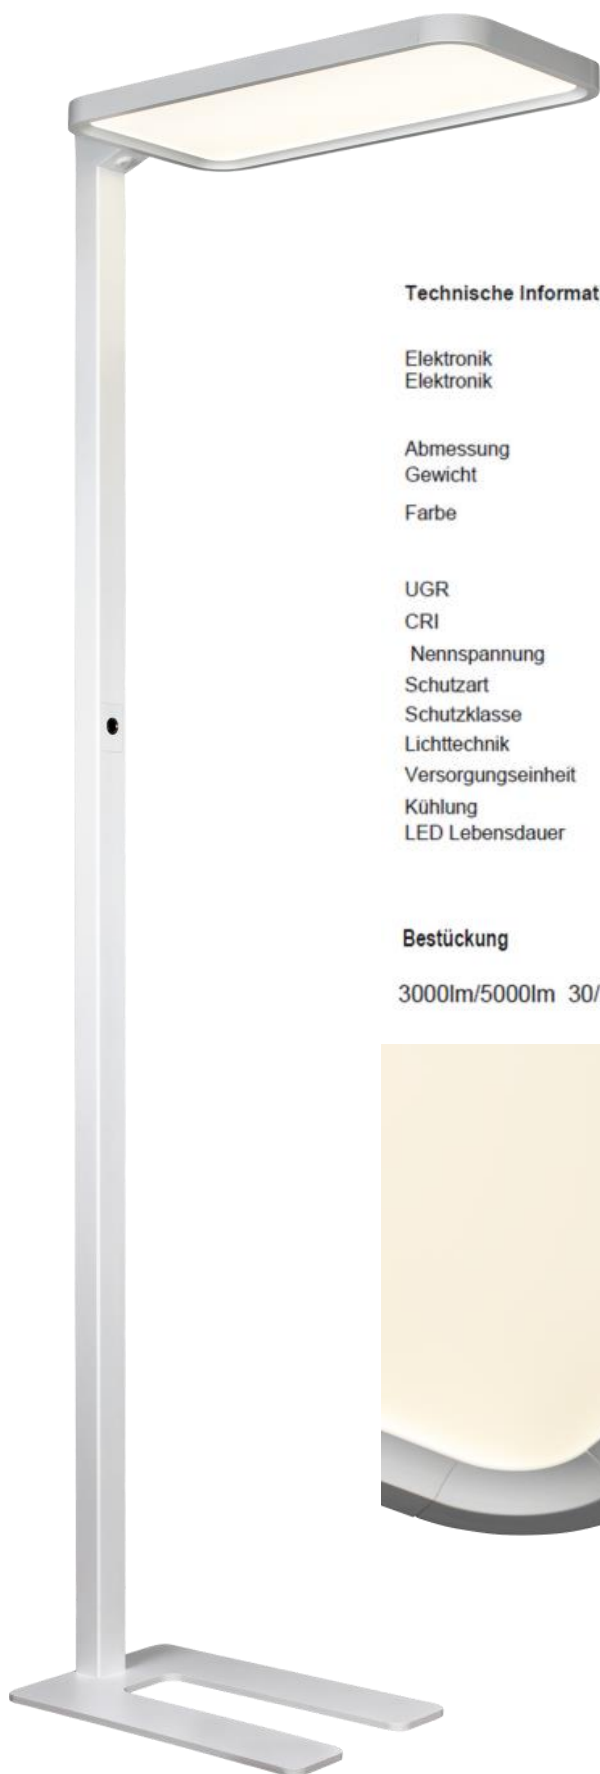 Technische Informat
Elektronik
Elektronik
Abmessung
Gewicht
Farbe
UGR
CRI
Nennspannung
Schutzart
Schutzklasse
Lichttechnik
Versorgungseinheit
Kühlung
LED Lebensdauer
Bestückung
3000lm/5000lm 30/